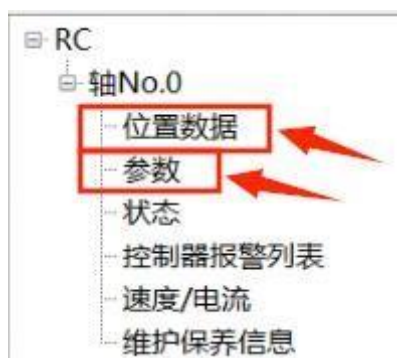 RC
轴No.0
位置数据
参数
状态
控制器报警列表
速度/电流
维护保养信息